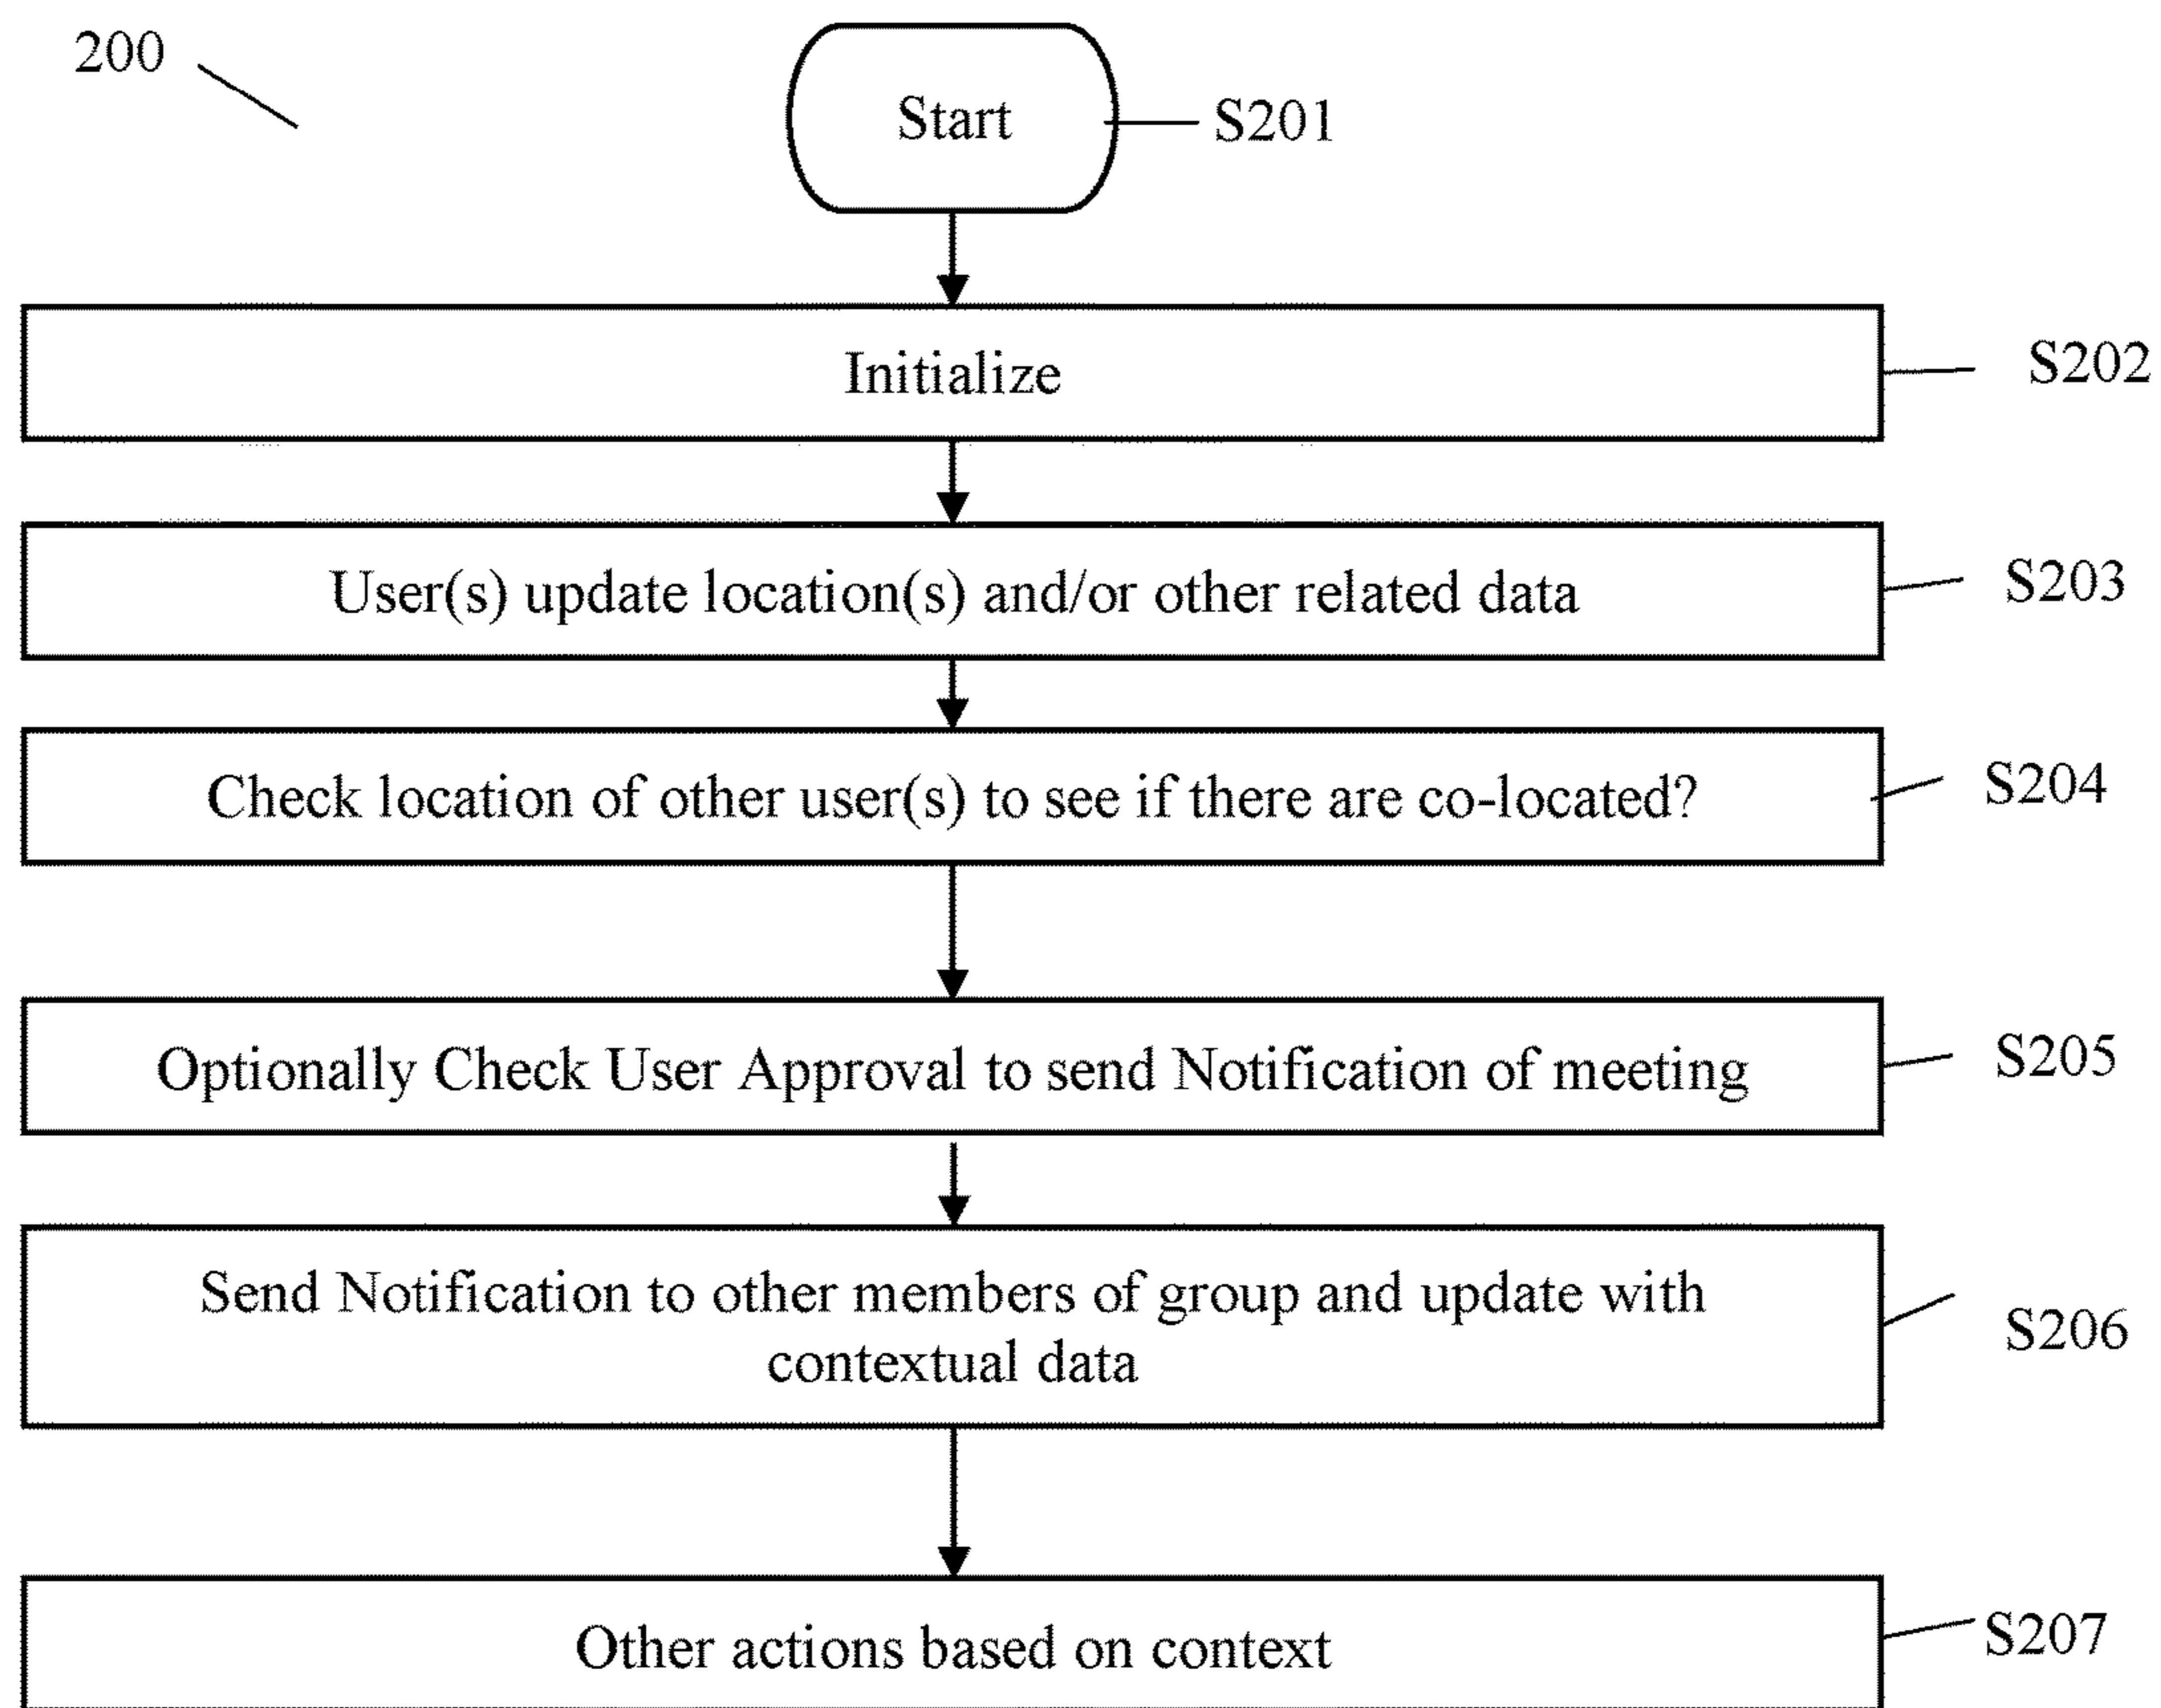 200
Start
S201
Initialize
S202
User(s) update location(s) and/or other related data
S203
Check location of other user(s) to see if there are co-located?
S204
Optionally Check User Approval to send Notification of meeting
S205
Send Notification to other members of group and update with
contextual data
S206
Other actions based on context
S207